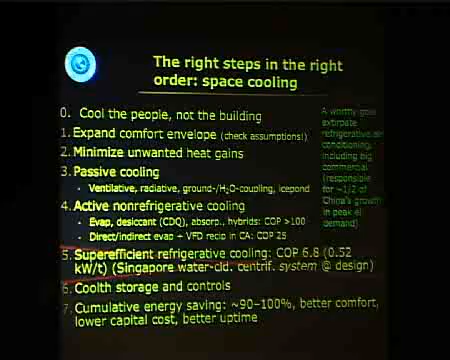 The right steps in the right
order: space cooling
0. Cool the people, not the building
1. Expand comfort envelope (check assumptions!)
2. Minimize unwanted heat gains
3. Passive cooling
• Ventilative, radiative, ground-/H₂O-coupling, icepond
4. Active nonrefrigerative cooling
• Evap, desiccant (CDQ), absorp., hybrids: COP >100
• Direct/indirect evap + VFD recip in CA: COP 25
5. Superefficient refrigerative cooling: COP 6.8 (0.52
kW/t) (Singapore water-cld. centrif. system @ design)
6. Coolth storage and controls
7. Cumulative energy saving: ~90–100%, better comfort,
lower capital cost, better uptime
A worthy goal:
extirpate
refrigerative air
conditioning,
including big
commercial
(responsible
for ~1/2 of
China's growth
in peak el
demand)